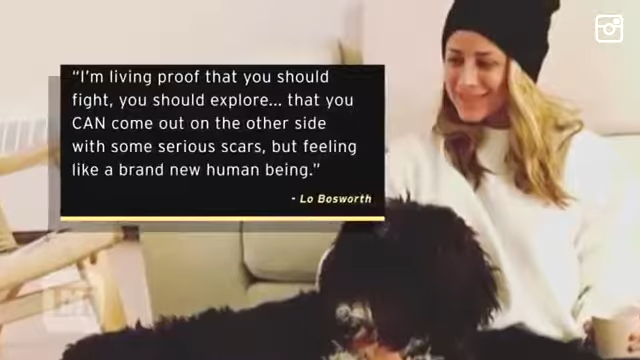 “I’m living proof that you should
fight, you should explore... that you
CAN come out on the other side
with some serious scars, but feeling
like a brand new human being.”
- Lo Bosworth
ET